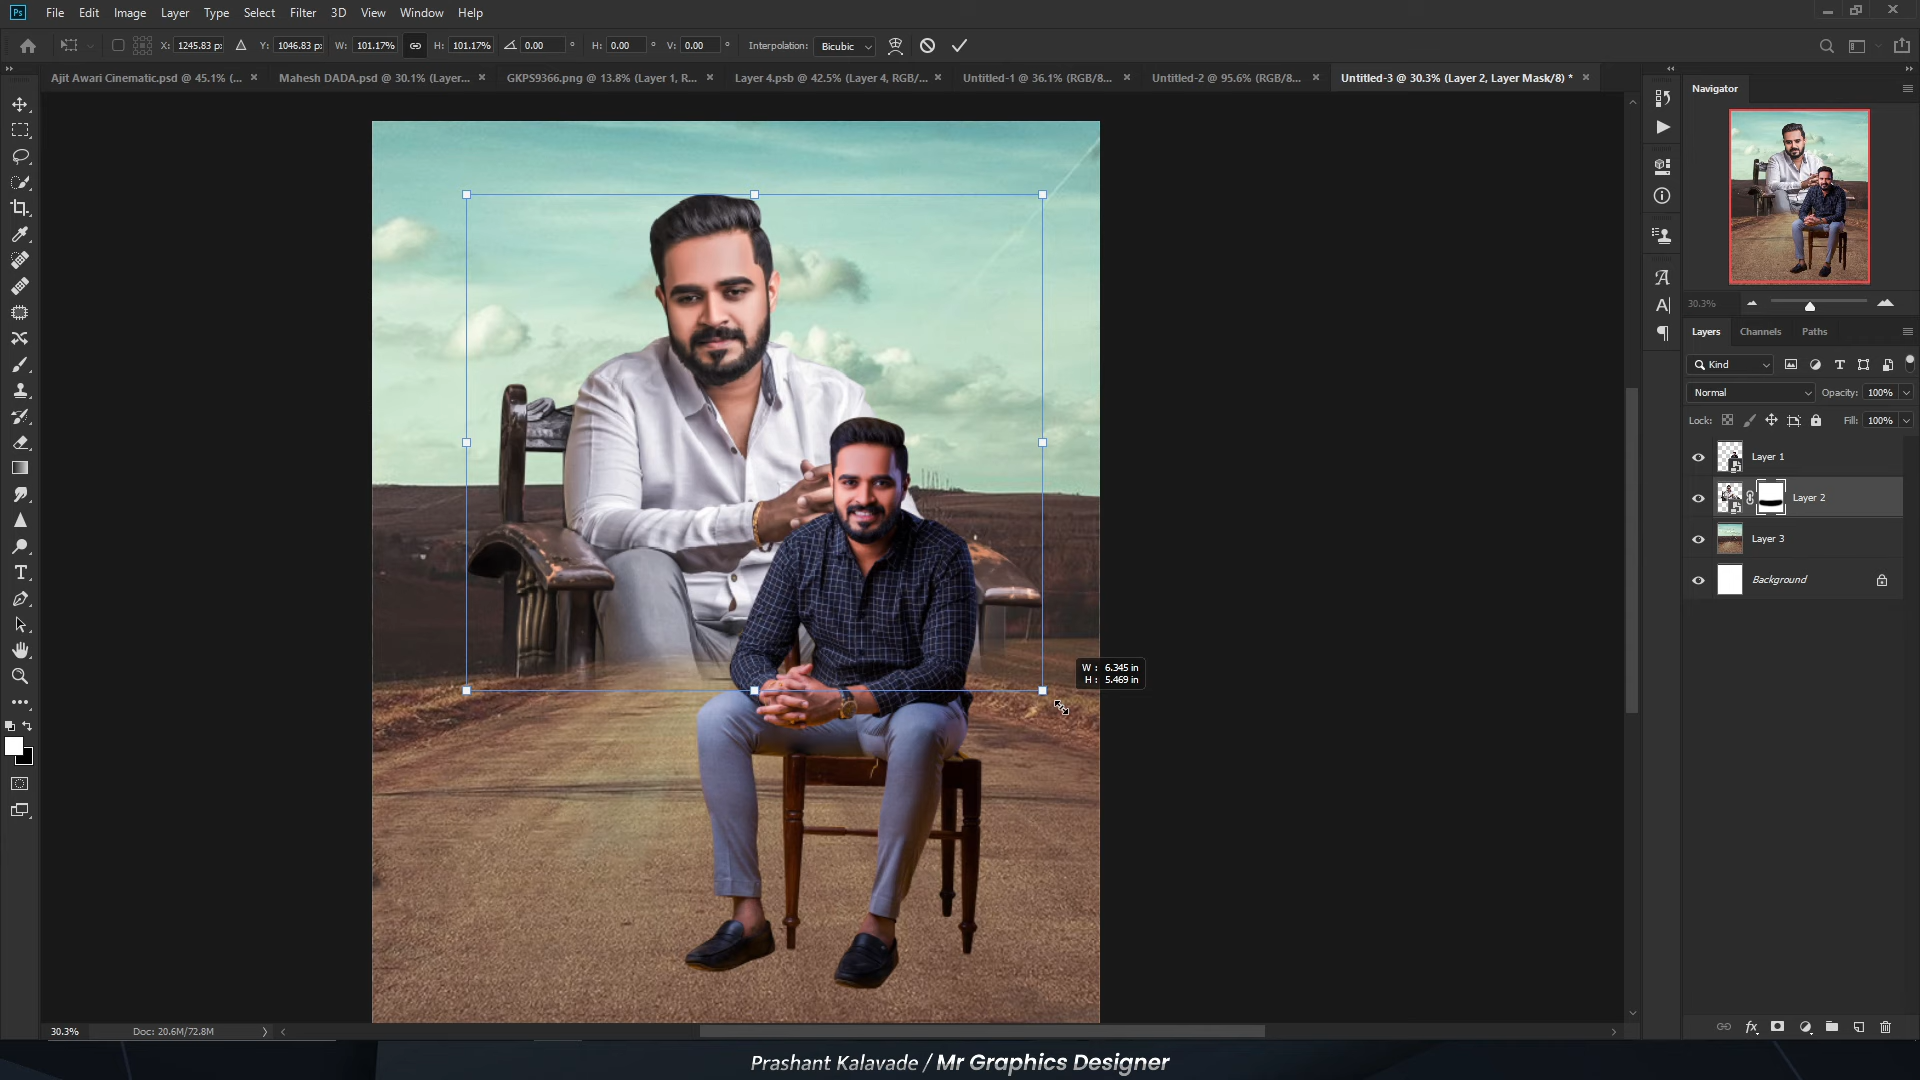 Ps File Edit Image Layer Type Select Filter 3D View Window Help
X: 1245.83 p: Y: 1046.83 p: W: 101.17% H: 101.17% 0.00 ° H: 0.00 ° V: 0.00 ° Interpolation: Bicubic
Ajit Awari Cinematic.psd @ 45.1% (... × Mahesh DADA.psd @ 30.1% (Layer... × GKPS9366.png @ 13.8% (Layer 1, R... × Layer 4.psb @ 42.5% (Layer 4, RGB/... × Untitled-1 @ 36.1% (RGB/8... × Untitled-2 @ 95.6% (RGB/8... × Untitled-3 @ 30.3% (Layer 2, Layer Mask/8) * ×
Navigator
30.3%
Layers Channels Paths
Kind
Normal Opacity: 100%
Lock: Fill: 100%
Layer 1
Layer 2
Layer 3
Background
W : 6.345 in
H : 5.469 in
30.3% Doc: 20.6M/72.8M
Prashant Kalavade / Mr Graphics Designer